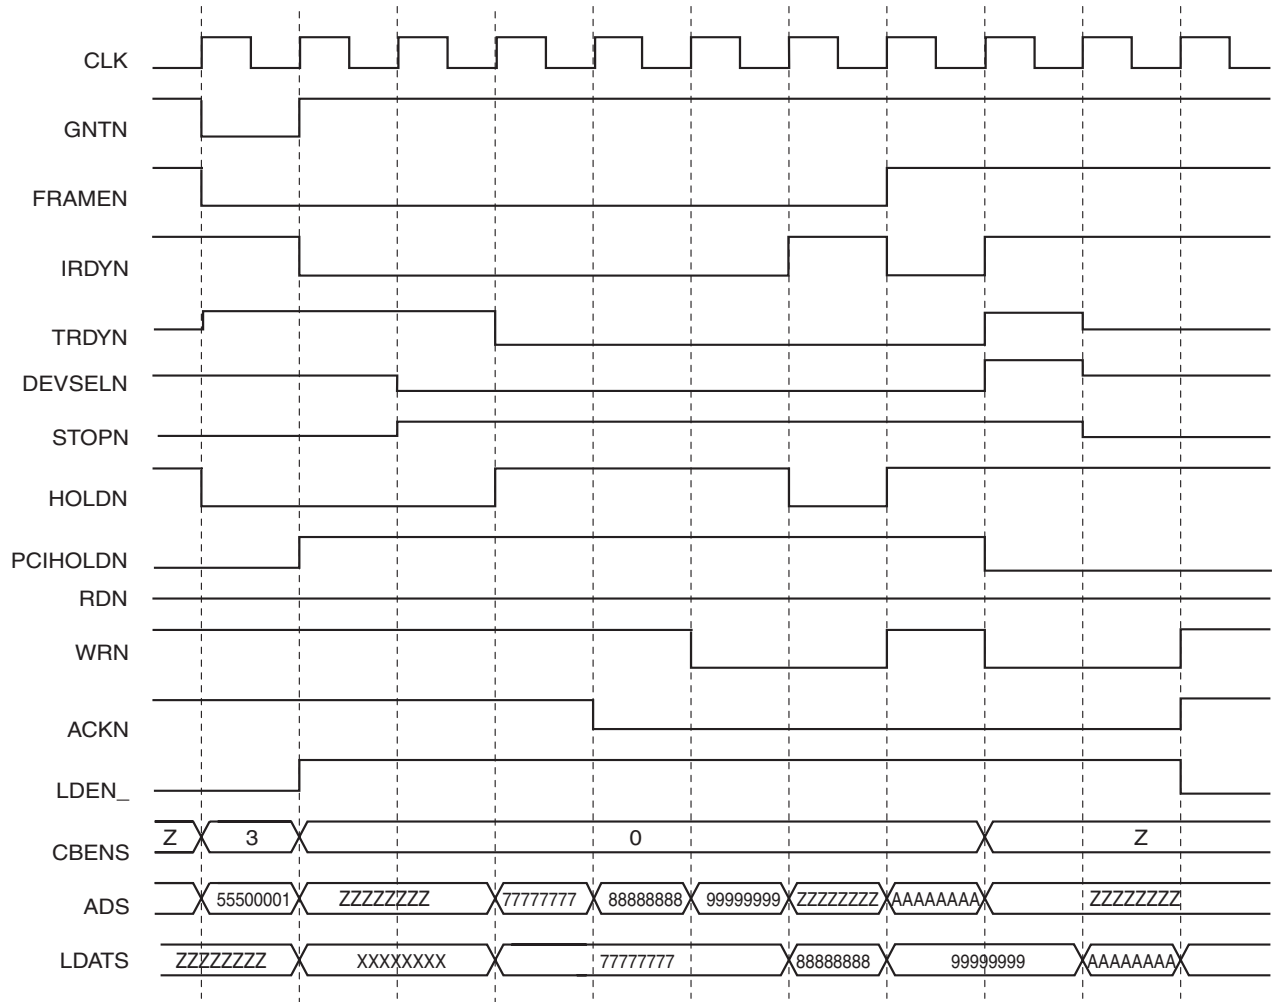 CLK
GNTN
FRAMEN
IRDYN
TRDYN
DEVSELN
STOPN
HOLDN
PCIHOLDN
RDN
WRN
ACKN
LDEN_
CBENS Z 3 0 Z
ADS 55500001 ZZZZZZZZ 77777777 88888888 99999999 ZZZZZZZZ AAAAAAAA ZZZZZZZZ
LDATS ZZZZZZZZ XXXXXXXX 77777777 88888888 99999999 AAAAAAAA